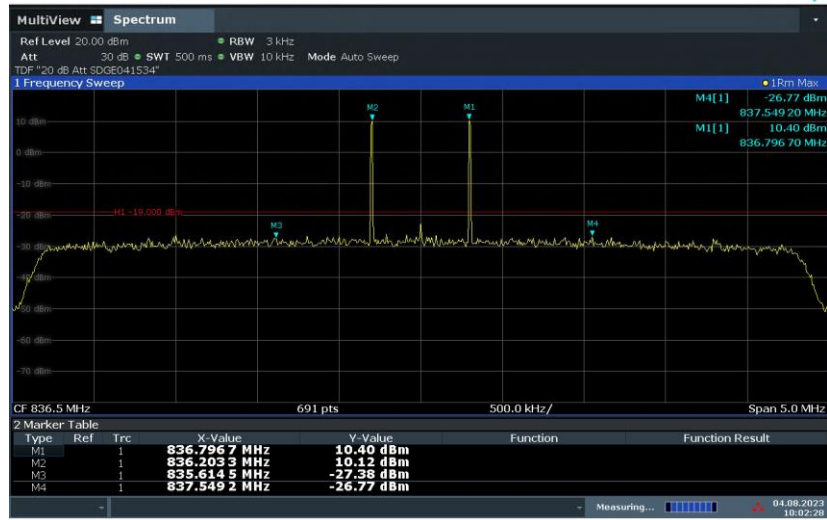 MultiView Spectrum
Ref Level 20.00 dBm RBW 3 kHz
Att 30 dB SWT 500 ms VBW 10 kHz Mode Auto Sweep
TDF "20 dB Att SDGE041534"
1 Frequency Sweep 1Rm Max
M4[1] -26.77 dBm
837.549 20 MHz
M1[1] 10.40 dBm
836.796 70 MHz
M2 M1
10 dBm
0 dBm
-10 dBm
H1 -19.000 dBm
-20 dBm
M3 M4
-30 dBm
-40 dBm
-50 dBm
-60 dBm
-70 dBm
CF 836.5 MHz 691 pts 500.0 kHz/ Span 5.0 MHz
2 Marker Table
Type Ref Trc X-Value Y-Value Function Function Result
M1 1 836.796 7 MHz 10.40 dBm
M2 1 836.203 3 MHz 10.12 dBm
M3 1 835.614 5 MHz -27.38 dBm
M4 1 837.549 2 MHz -26.77 dBm
Measuring... 04.08.2023
10:02:28